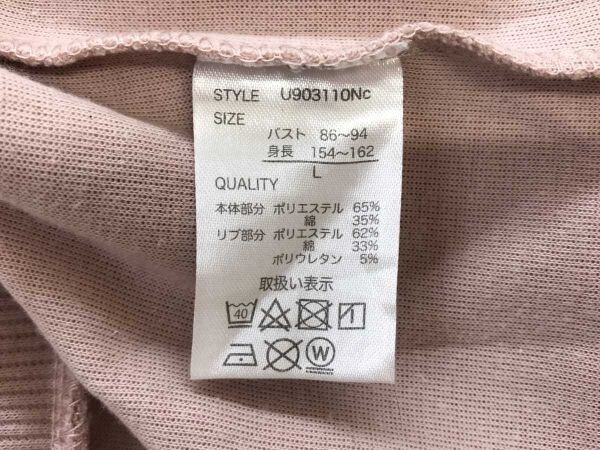 STYLE U903110Nc
SIZE
バスト 86～94
身長 154～162
L
QUALITY
本体部分 ポリエステル 65%
綿 35%
リブ部分 ポリエステル 62%
綿 33%
ポリウレタン 5%
取扱い表示
40
W